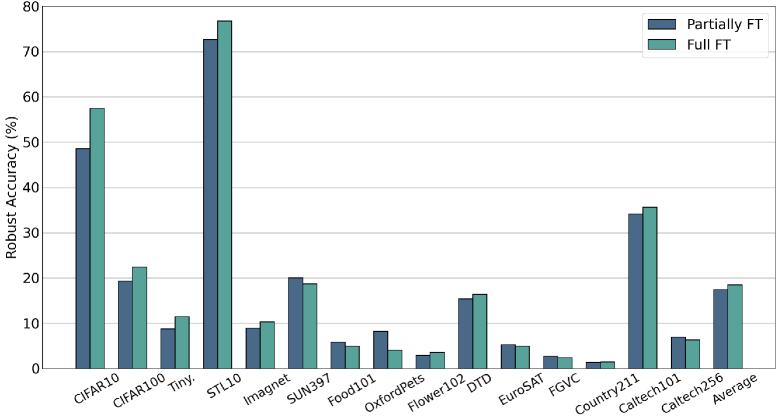 Partially FT
Full FT
Robust Accuracy (%)
80
70
60
50
40
30
20
10
0
CIFAR10
CIFAR100
Tiny.
STL10
Imagnet
SUN397
Food101
OxfordPets
Flower102
DTD
EuroSAT
FGVC
Country211
Caltech101
Caltech256
Average